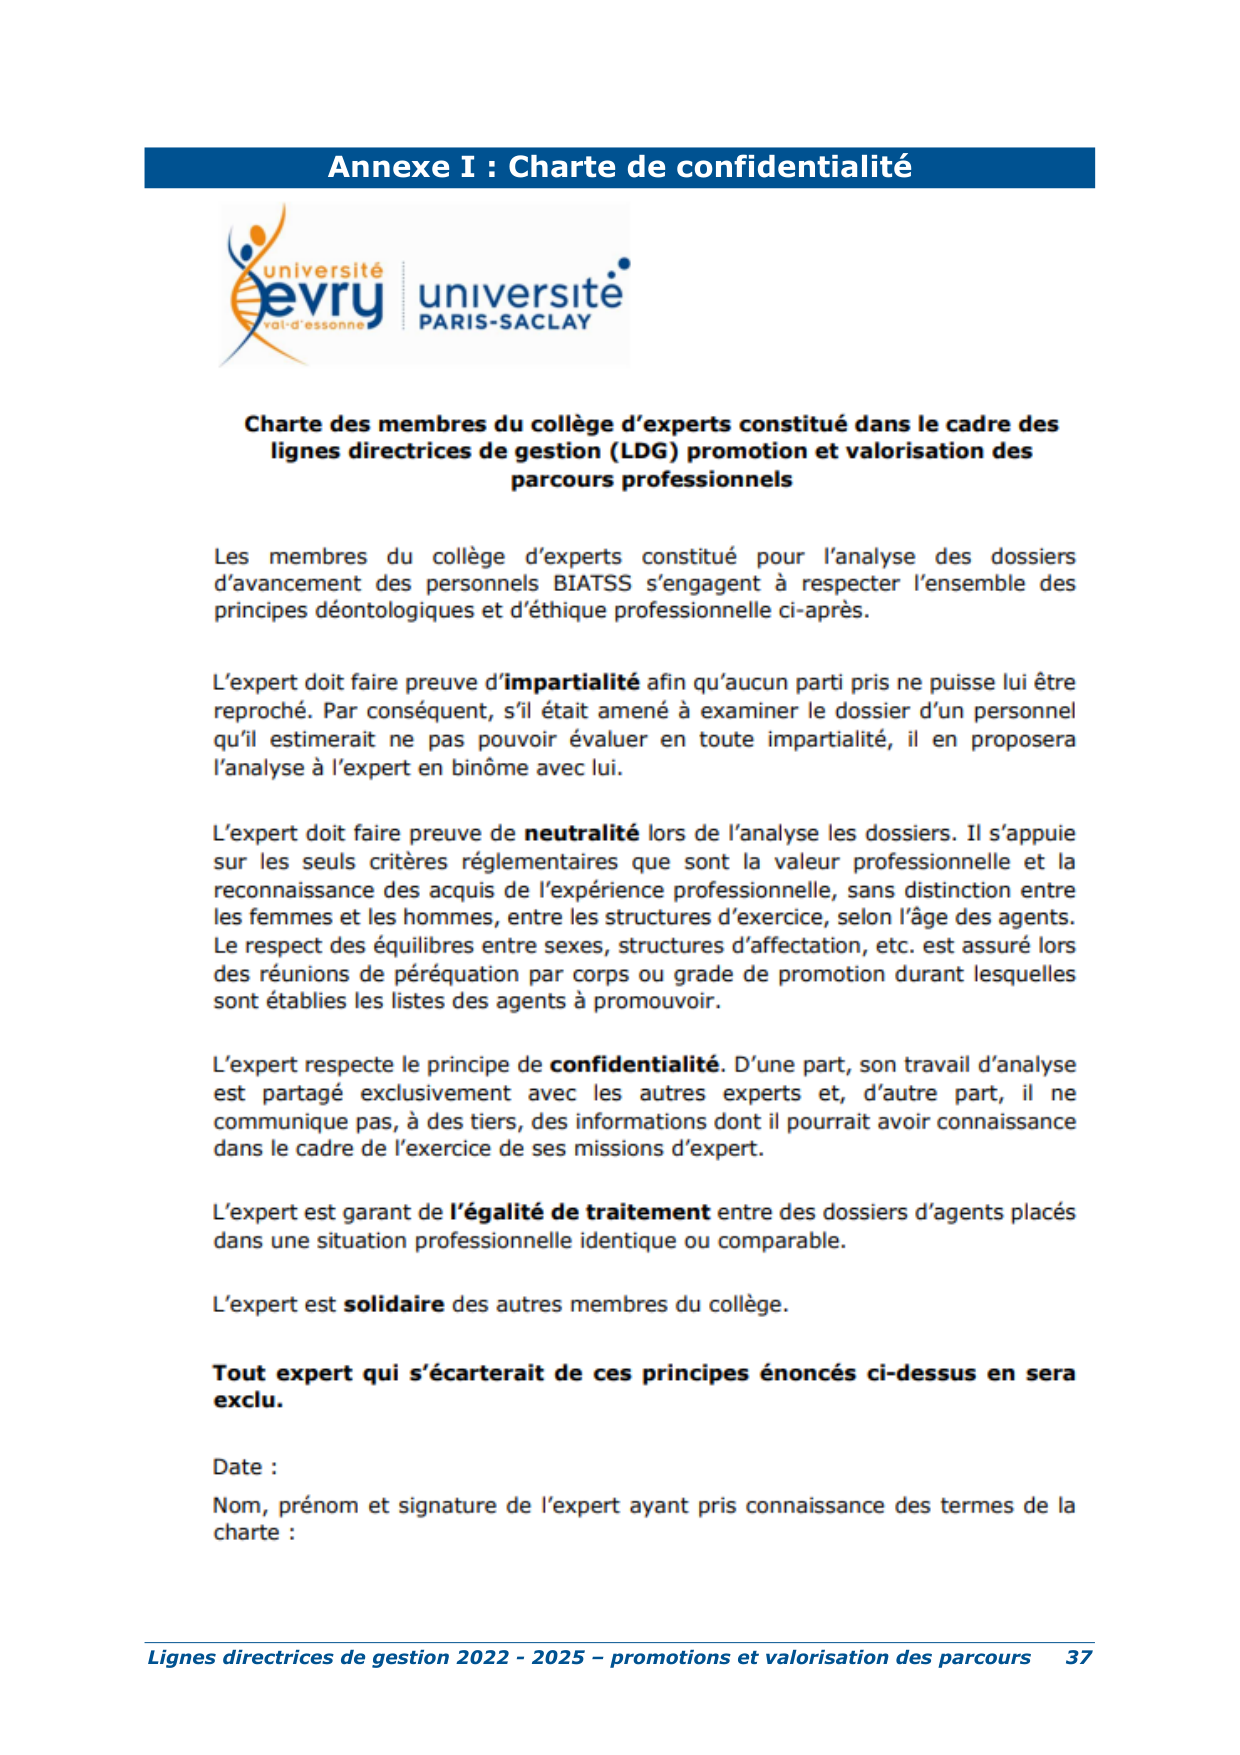 Annexe I : Charte de confidentialité
université
evry
val-d'essonne
université
PARIS-SACLAY
Charte des membres du collège d'experts constitué dans le cadre des
lignes directrices de gestion (LDG) promotion et valorisation des
parcours professionnels
Les membres du collège d'experts constitué pour l'analyse des dossiers
d'avancement des personnels BIATSS s'engagent à respecter l'ensemble des
principes déontologiques et d'éthique professionnelle ci-après.
L'expert doit faire preuve d'impartialité afin qu'aucun parti pris ne puisse lui être
reproché. Par conséquent, s'il était amené à examiner le dossier d'un personnel
qu'il estimerait ne pas pouvoir évaluer en toute impartialité, il en proposera
l'analyse à l'expert en binôme avec lui.
L'expert doit faire preuve de neutralité lors de l'analyse les dossiers. Il s'appuie
sur les seuls critères réglementaires que sont la valeur professionnelle et la
reconnaissance des acquis de l'expérience professionnelle, sans distinction entre
les femmes et les hommes, entre les structures d'exercice, selon l'âge des agents.
Le respect des équilibres entre sexes, structures d'affectation, etc. est assuré lors
des réunions de péréquation par corps ou grade de promotion durant lesquelles
sont établies les listes des agents à promouvoir.
L'expert respecte le principe de confidentialité. D'une part, son travail d'analyse
est partagé exclusivement avec les autres experts et, d'autre part, il ne
communique pas, à des tiers, des informations dont il pourrait avoir connaissance
dans le cadre de l'exercice de ses missions d'expert.
L'expert est garant de l'égalité de traitement entre des dossiers d'agents placés
dans une situation professionnelle identique ou comparable.
L'expert est solidaire des autres membres du collège.
Tout expert qui s'écarterait de ces principes énoncés ci-dessus en sera
exclu.
Date :
Nom, prénom et signature de l'expert ayant pris connaissance des termes de la
charte :
Lignes directrices de gestion 2022 - 2025 – promotions et valorisation des parcours 37